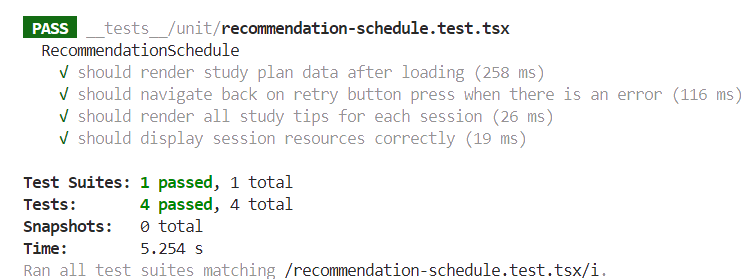 PASS __tests__/unit/recommendation-schedule.test.tsx
RecommendationSchedule
√ should render study plan data after loading (258 ms)
√ should navigate back on retry button press when there is an error (116 ms)
√ should render all study tips for each session (26 ms)
√ should display session resources correctly (19 ms)
Test Suites: 1 passed, 1 total
Tests: 4 passed, 4 total
Snapshots: 0 total
Time: 5.254 s
Ran all test suites matching /recommendation-schedule.test.tsx/i.